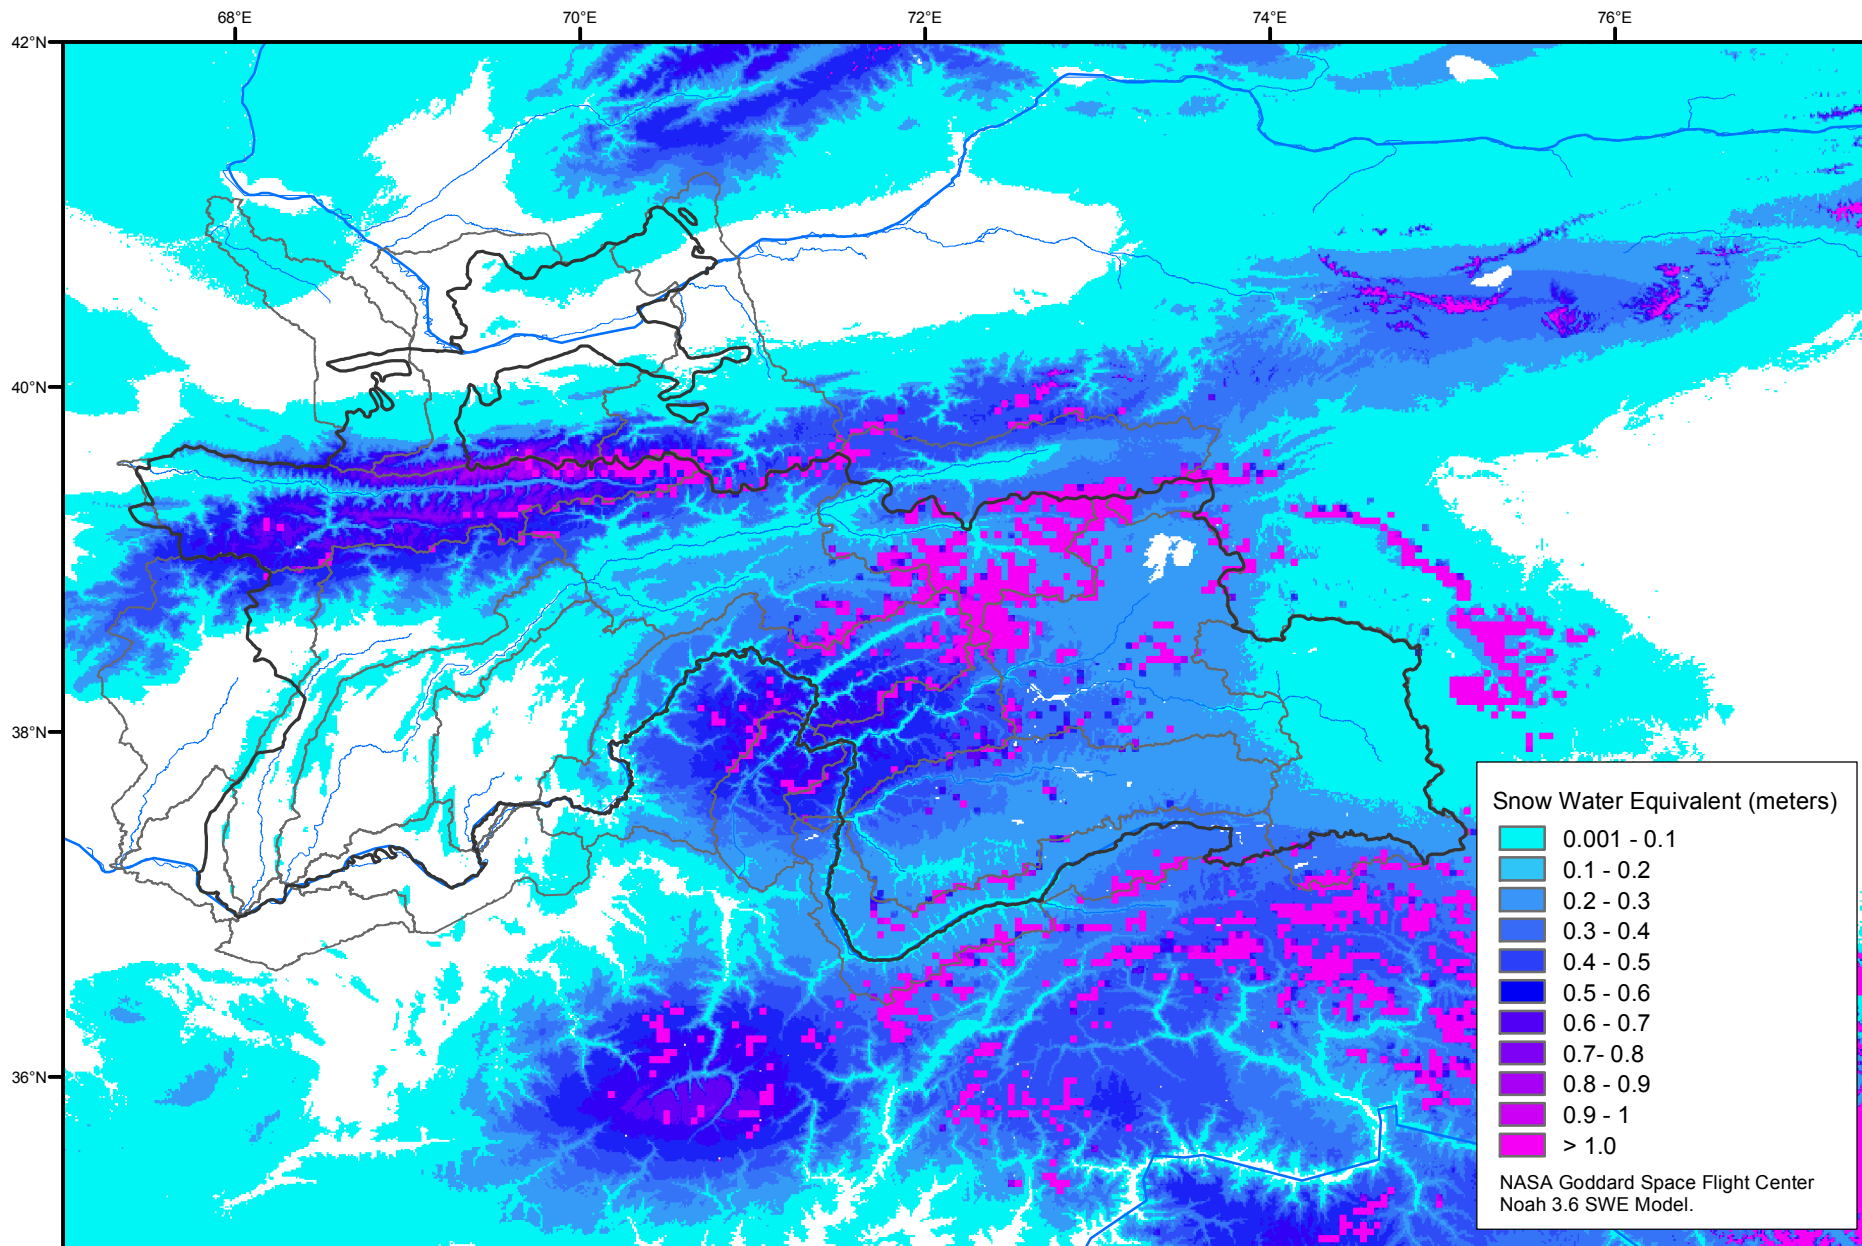 68°E 70°E 72°E 74°E 76°E
42°N
40°N
38°N
36°N
Snow Water Equivalent (meters)
0.001 - 0.1
0.1 - 0.2
0.2 - 0.3
0.3 - 0.4
0.4 - 0.5
0.5 - 0.6
0.6 - 0.7
0.7- 0.8
0.8 - 0.9
0.9 - 1
> 1.0
NASA Goddard Space Flight Center
Noah 3.6 SWE Model.